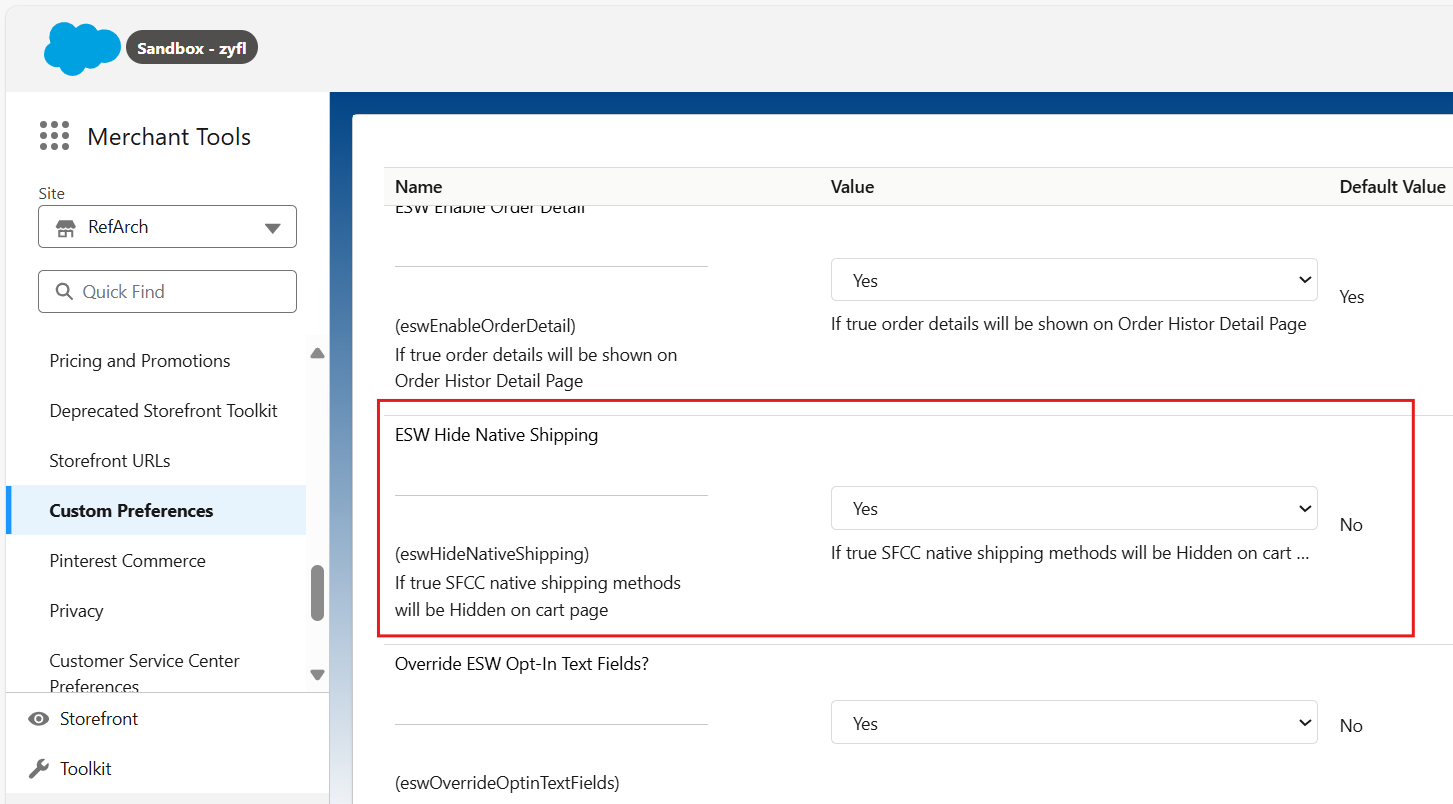 Sandbox - zyfl
Merchant Tools
Site
RefArch
Quick Find
Pricing and Promotions
Deprecated Storefront Toolkit
Storefront URLs
Custom Preferences
Pinterest Commerce
Privacy
Customer Service Center
Preferences
Storefront
Toolkit
Name Value Default Value
ESW Enable Order Detail
Yes
Yes
If true order details will be shown on Order Histor Detail Page
(eswEnableOrderDetail)
If true order details will be shown on
Order Histor Detail Page
ESW Hide Native Shipping
Yes
No
If true SFCC native shipping methods will be Hidden on cart ...
(eswHideNativeShipping)
If true SFCC native shipping methods
will be Hidden on cart page
Override ESW Opt-In Text Fields?
Yes
No
(eswOverrideOptinTextFields)